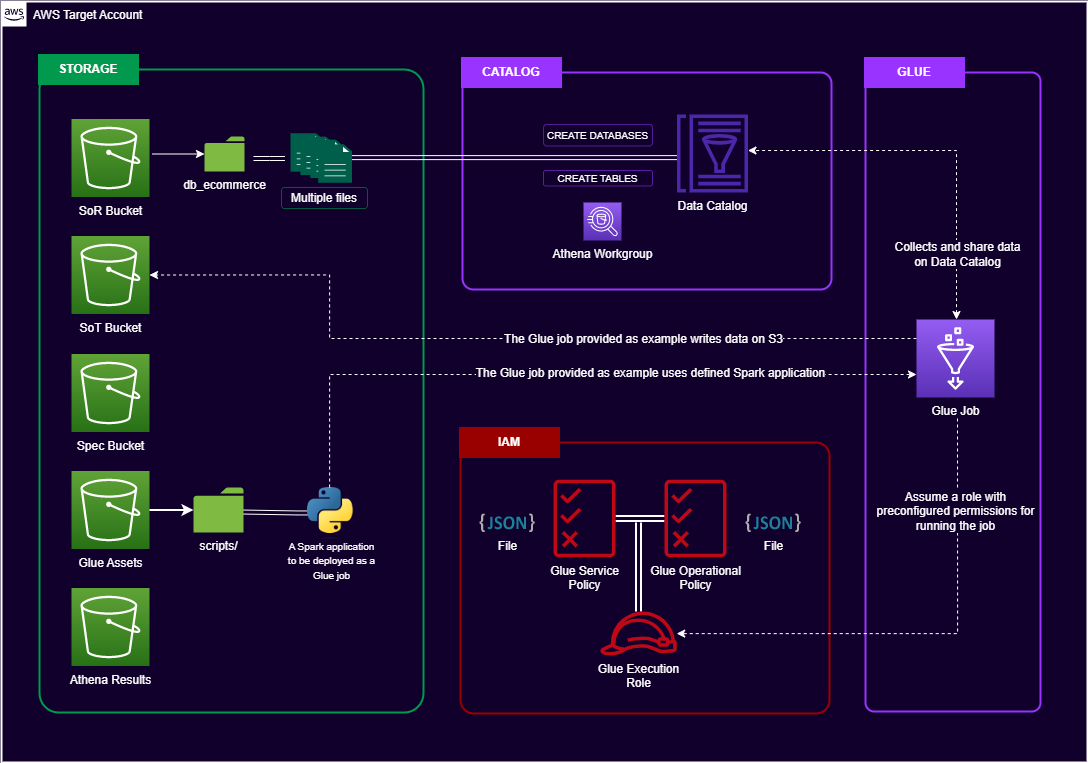 aws
AWS Target Account
STORAGE
SoR Bucket
db_ecommerce
Multiple files
SoT Bucket
Spec Bucket
Glue Assets
scripts/
A Spark application
to be deployed as a
Glue job
Athena Results
CATALOG
CREATE DATABASES
CREATE TABLES
Data Catalog
Athena Workgroup
The Glue job provided as example writes data on S3
The Glue job provided as example uses defined Spark application
IAM
{JSON}
File
Glue Service
Policy
Glue Operational
Policy
{JSON}
File
Glue Execution
Role
GLUE
Collects and share data
on Data Catalog
Glue Job
Assume a role with
preconfigured permissions for
running the job